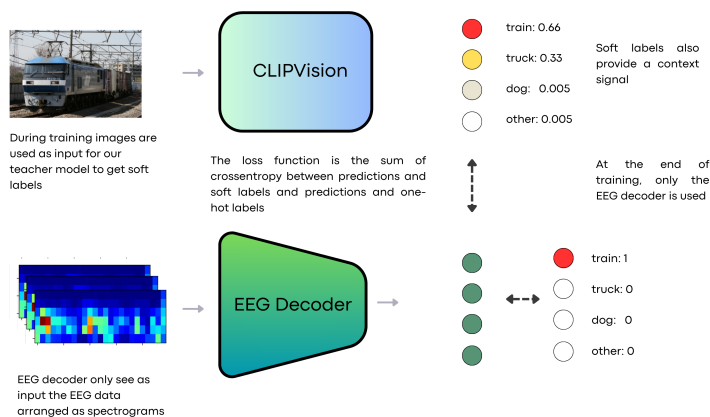 CLIPVision
train: 0.66
truck: 0.33
dog: 0.005
other: 0.005
Soft labels also
provide a context
signal
During training images are
used as input for our
teacher model to get soft
labels
The loss function is the sum of
crossentropy between predictions and
soft labels and predictions and one-
hot labels
At the end of
training, only the
EEG decoder is used
EEG Decoder
train: 1
truck: 0
dog: 0
other: 0
EEG decoder only see as
input the EEG data
arranged as spectrograms